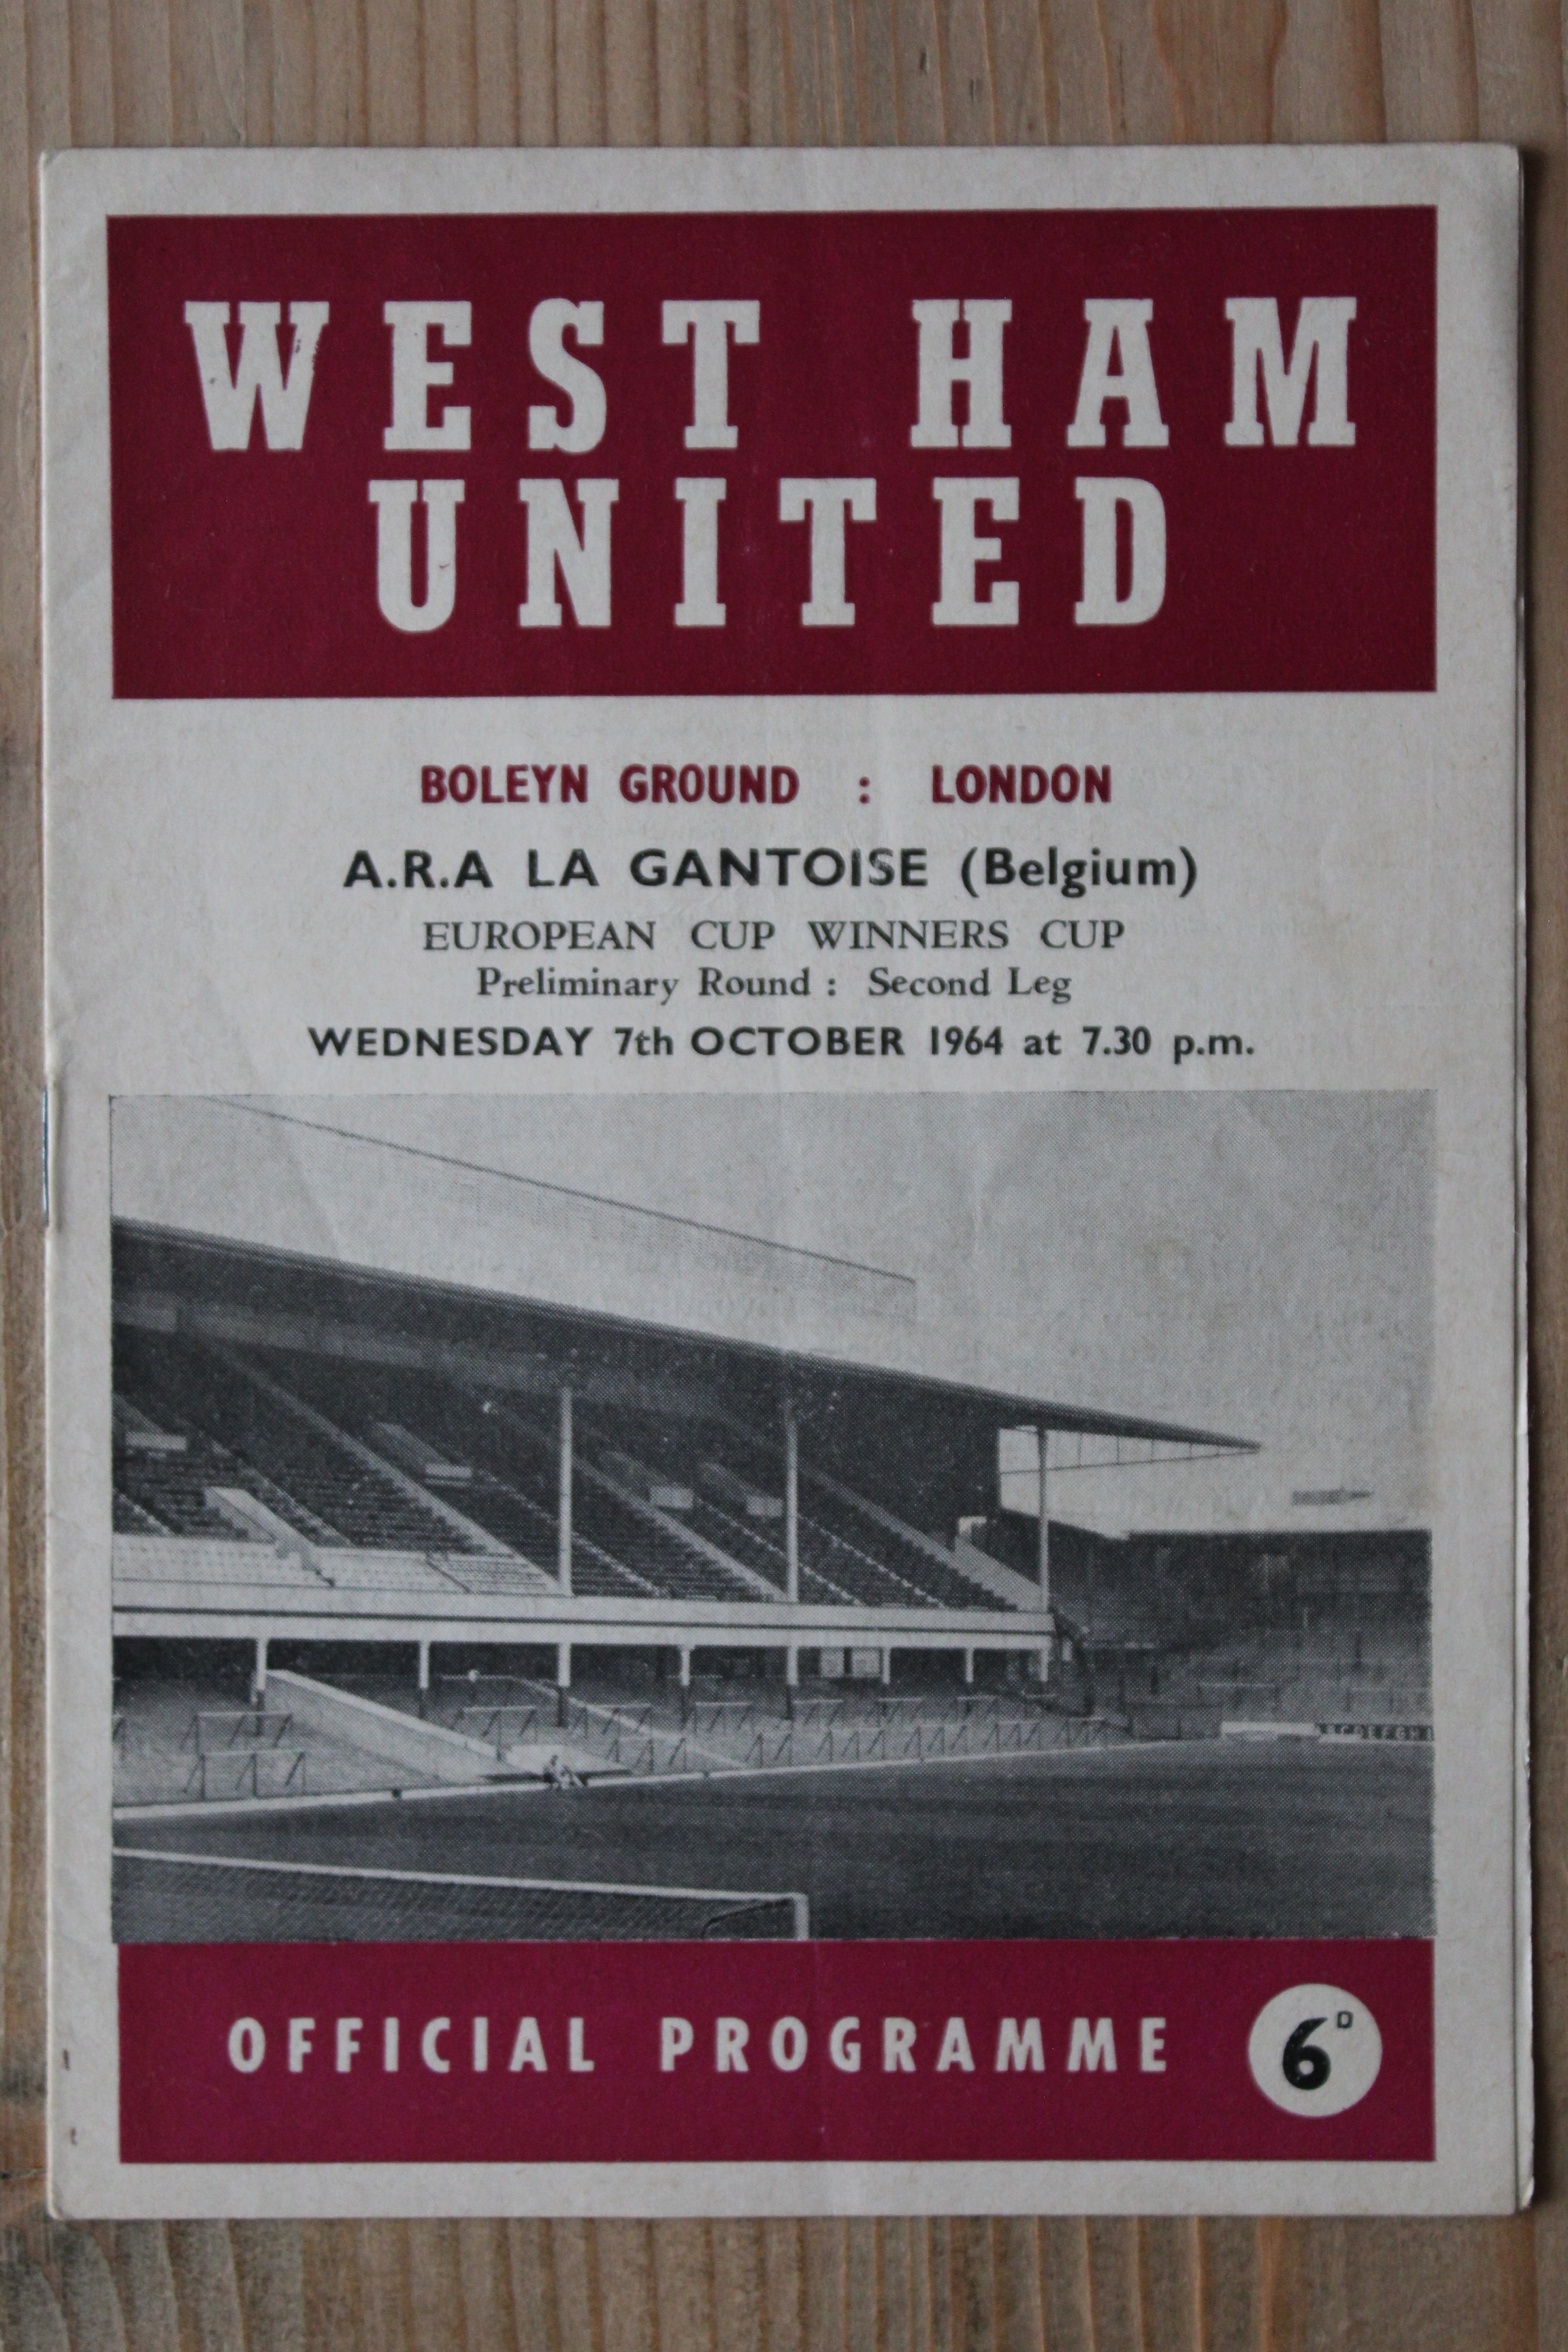 WEST HAM
UNITED
BOLEYN GROUND : LONDON
A.R.A LA GANTOISE (Belgium)
EUROPEAN CUP WINNERS CUP
Preliminary Round : Second Leg
WEDNESDAY 7th OCTOBER 1964 at 7.30 p.m.
ABCDEFGH
OFFICIAL PROGRAMME 6D